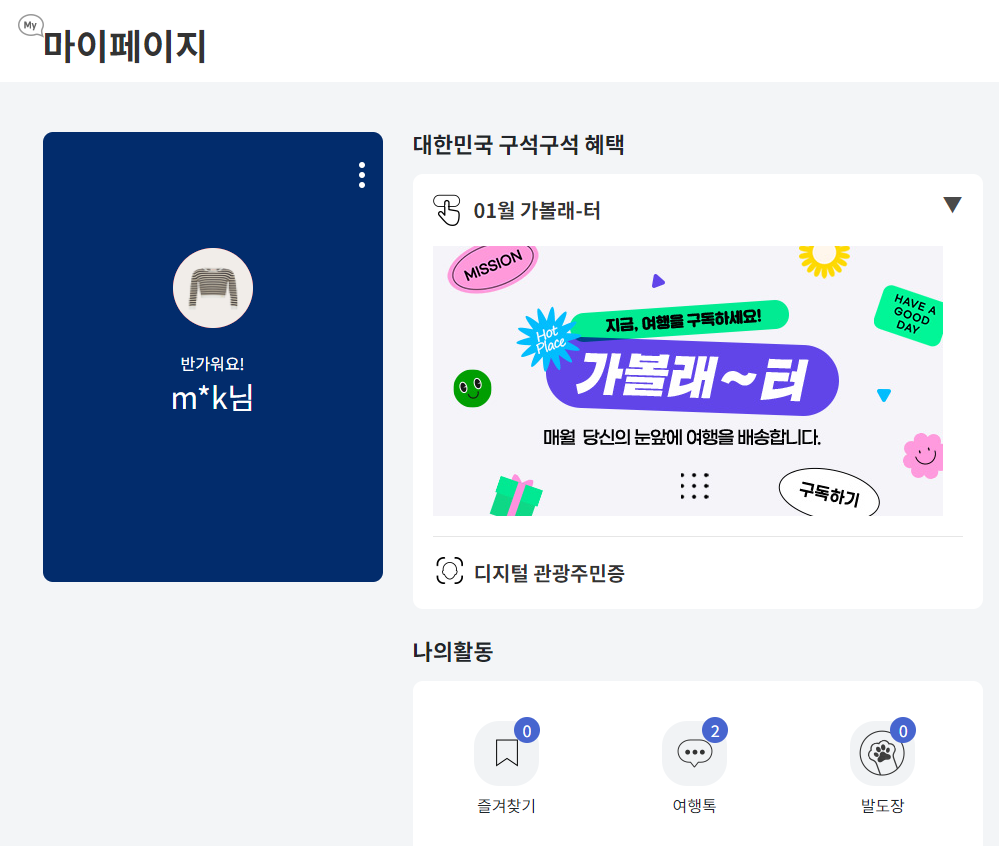 My
마이페이지
반가워요!
m*k님
대한민국 구석구석 혜택
01월 가볼래-터
MISSION
HAVE A
GOOD
DAY
지금, 여행을 구독하세요!
Hot
Place
가볼래~터
매월 당신의 눈앞에 여행을 배송합니다.
구독하기
디지털 관광주민증
나의활동
0
2
0
즐겨찾기
여행톡
발도장